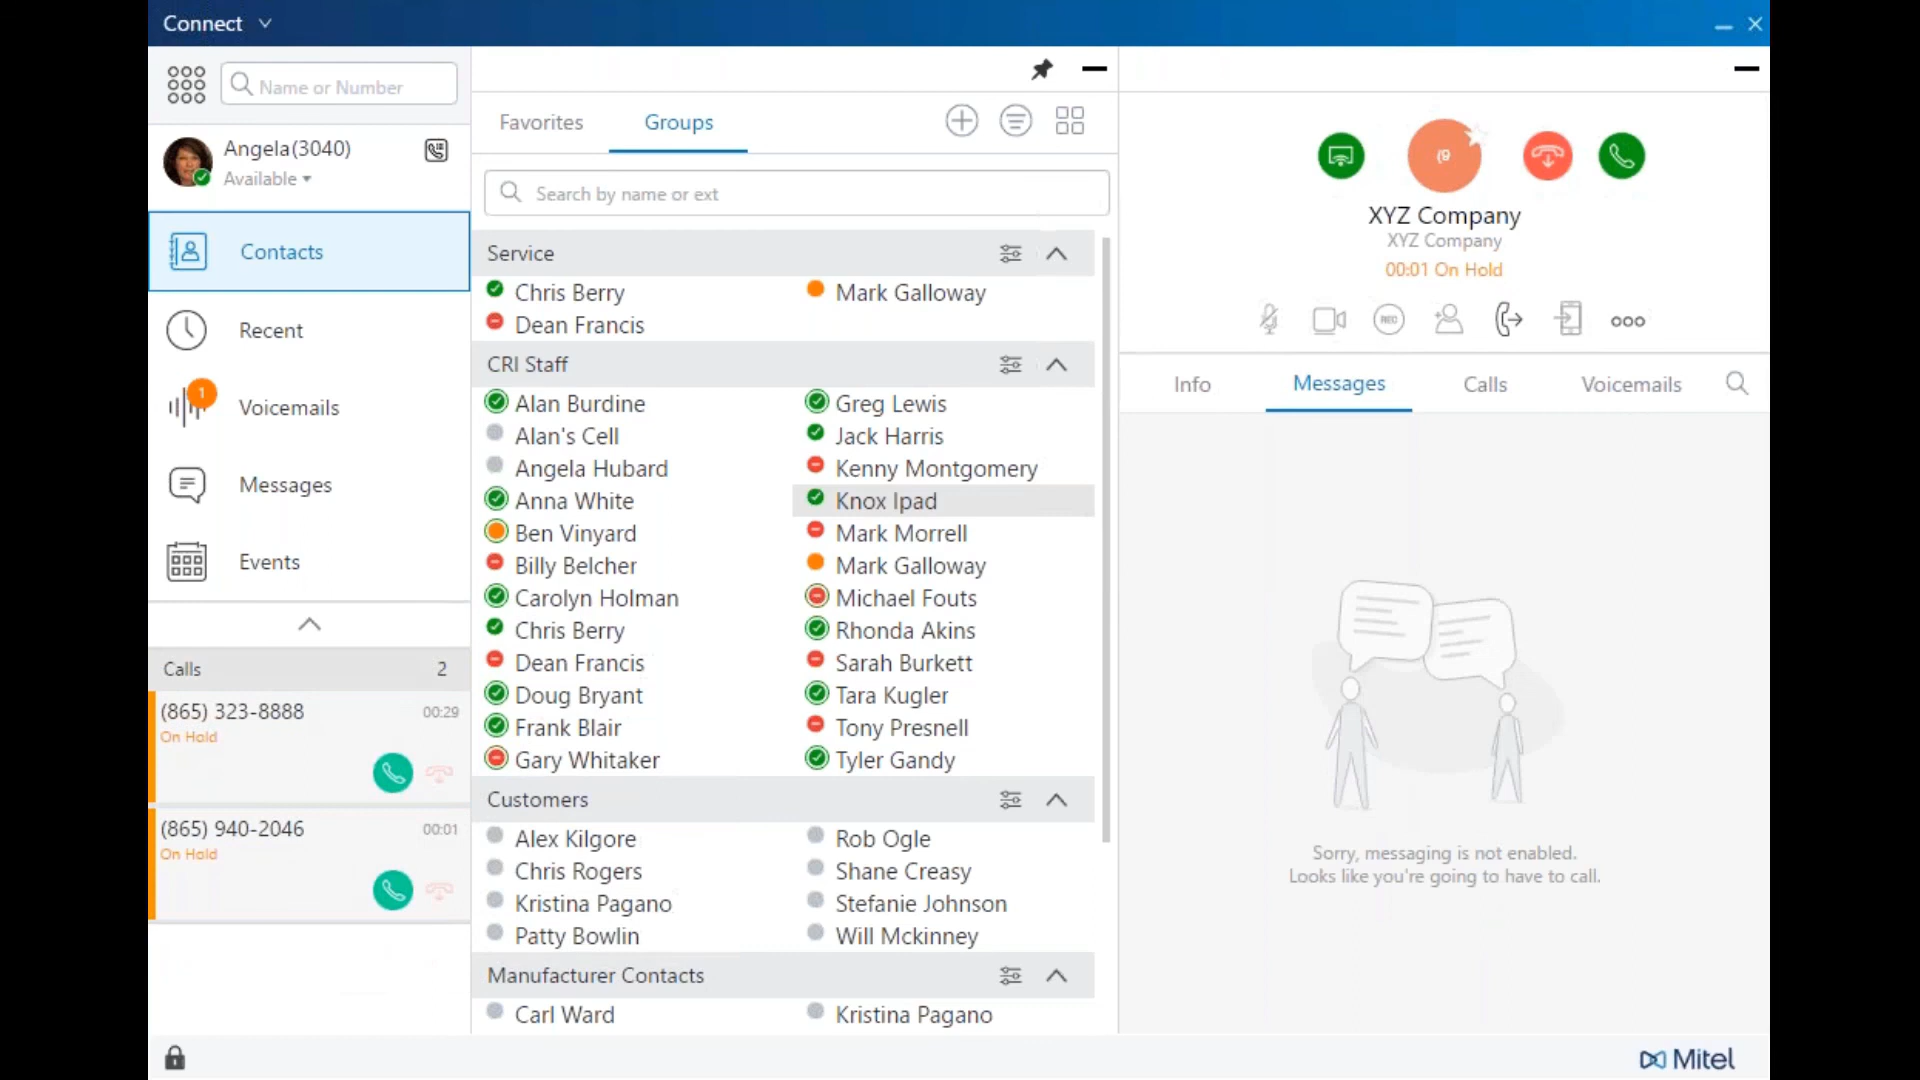 Connect
Name or Number
Angela(3040)
Available
Contacts
Recent
1
Voicemails
Messages
Events
Calls 2
(865) 323-8888 00:29
On Hold
(865) 940-2046 00:01
On Hold
Favorites Groups
Search by name or ext
Service
Chris Berry Mark Galloway
Dean Francis
CRI Staff
Alan Burdine Greg Lewis
Alan's Cell Jack Harris
Angela Hubard Kenny Montgomery
Anna White Knox Ipad
Ben Vinyard Mark Morrell
Billy Belcher Mark Galloway
Carolyn Holman Michael Fouts
Chris Berry Rhonda Akins
Dean Francis Sarah Burkett
Doug Bryant Tara Kugler
Frank Blair Tony Presnell
Gary Whitaker Tyler Gandy
Customers
Alex Kilgore Rob Ogle
Chris Rogers Shane Creasy
Kristina Pagano Stefanie Johnson
Patty Bowlin Will Mckinney
Manufacturer Contacts
Carl Ward Kristina Pagano
(9
XYZ Company
XYZ Company
00:01 On Hold
REC
Info Messages Calls Voicemails
Sorry, messaging is not enabled.
Looks like you're going to have to call.
Mitel